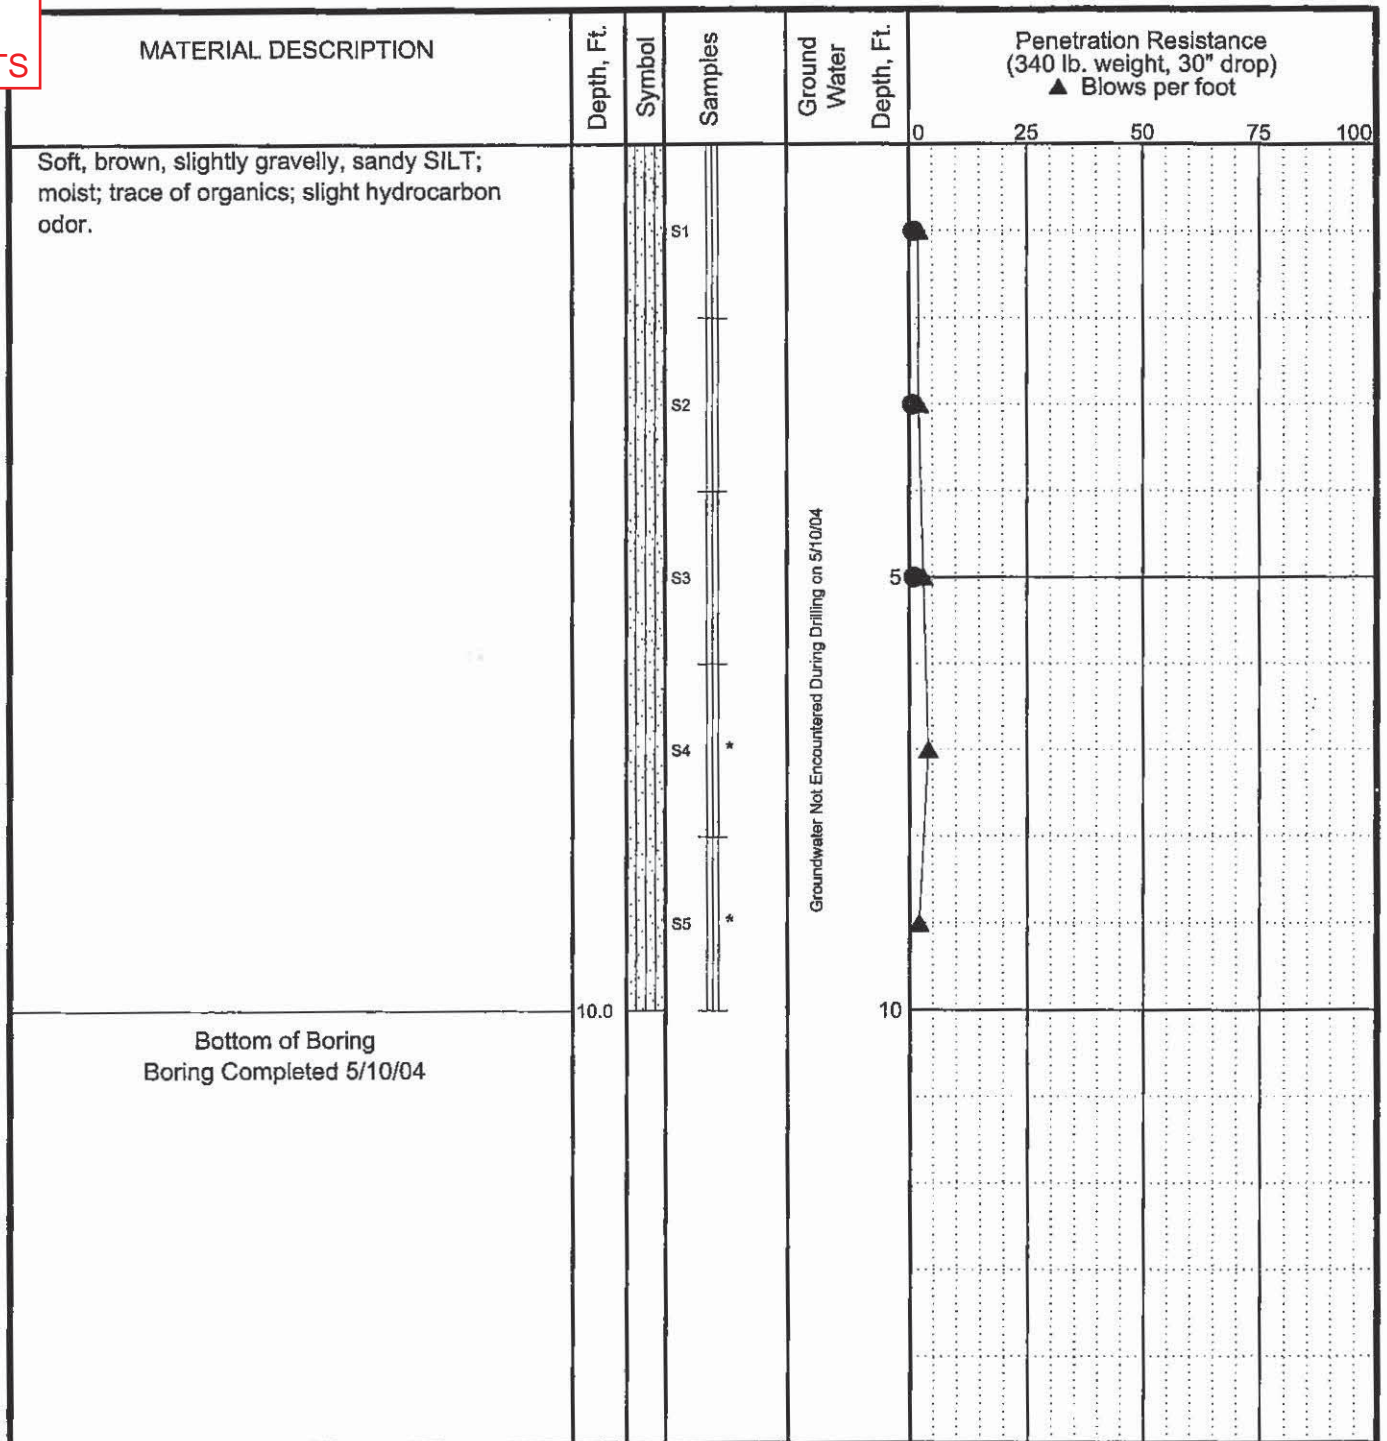 TS
MATERIAL DESCRIPTION
Depth, Ft.
Symbol
Samples
Ground
Water
Depth, Ft.
Penetration Resistance
(340 lb. weight, 30" drop)
▲ Blows per foot
0 25 50 75 100
Soft, brown, slightly gravelly, sandy SILT;
moist; trace of organics; slight hydrocarbon
odor.
S1
S2
S3
S4 *
S5 *
Groundwater Not Encountered During Drilling on 5/10/04
5
10.0
10
Bottom of Boring
Boring Completed 5/10/04